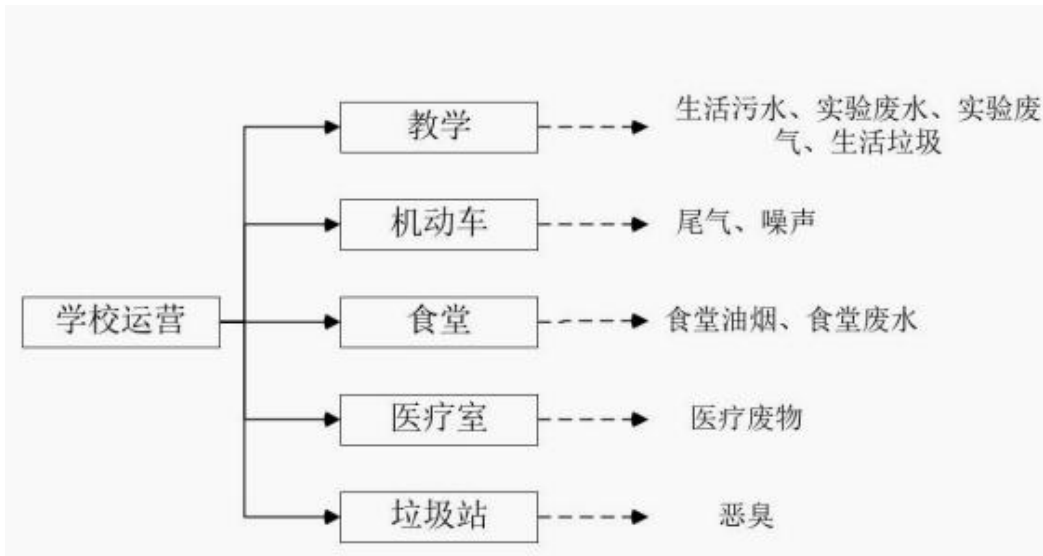 教学
生活污水、实验废水、实验废
气、生活垃圾
机动车
尾气、噪声
学校运营
食堂
食堂油烟、食堂废水
医疗室
医疗废物
垃圾站
恶臭